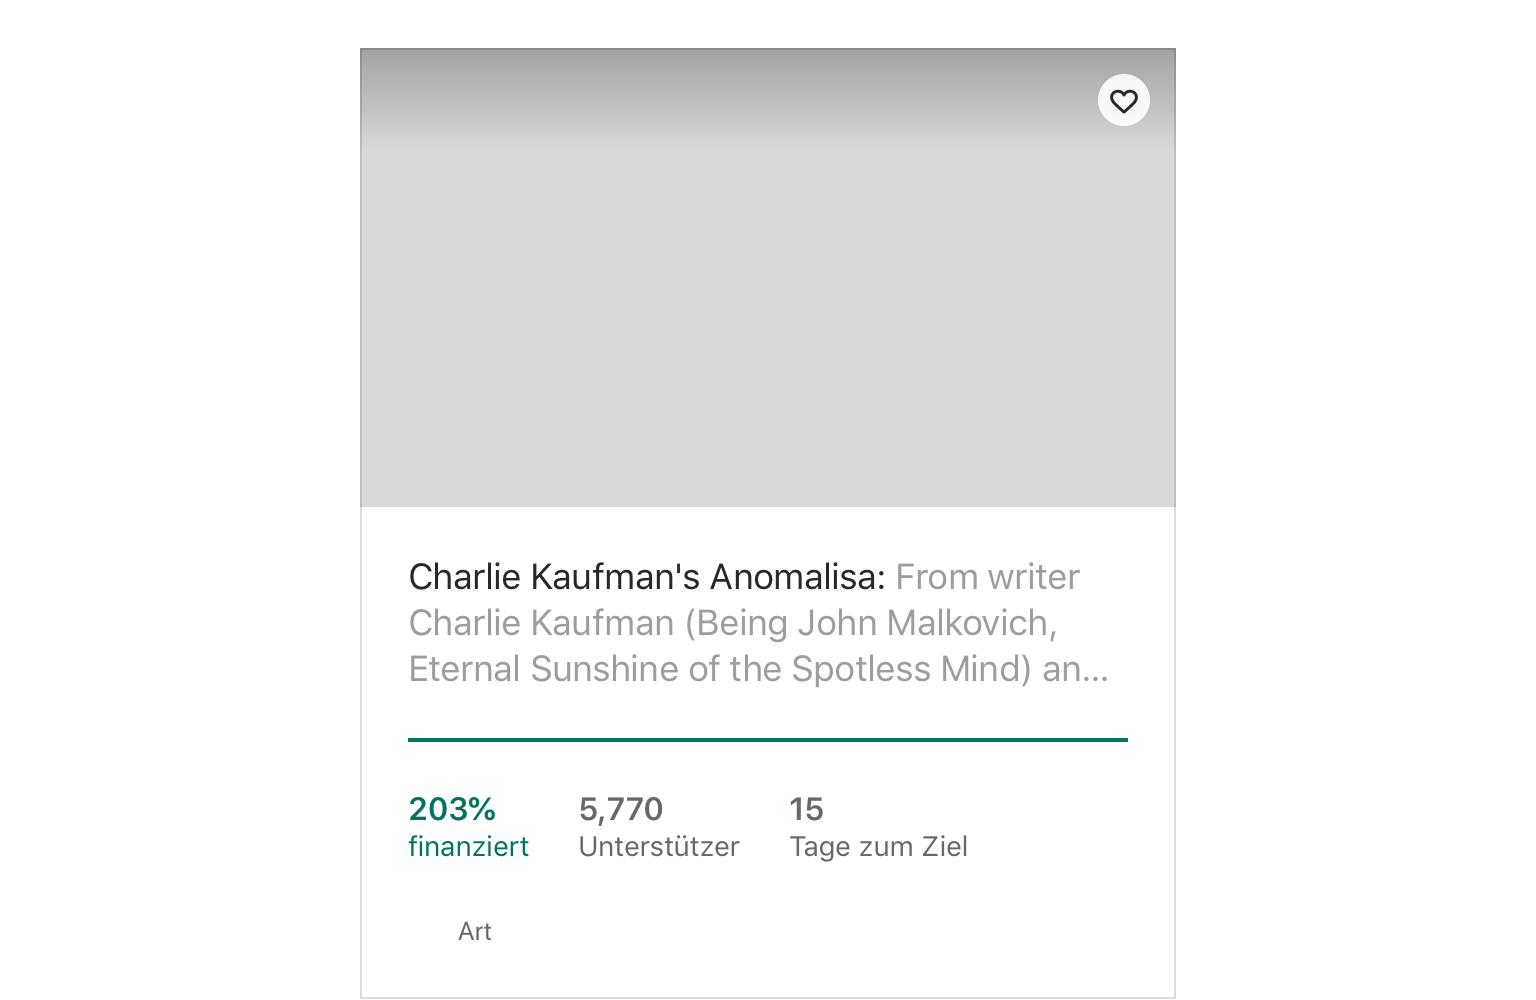 Charlie Kaufman's Anomalisa: From writer
Charlie Kaufman (Being John Malkovich,
Eternal Sunshine of the Spotless Mind) an…
203% 5,770 15
finanziert Unterstützer Tage zum Ziel
Art